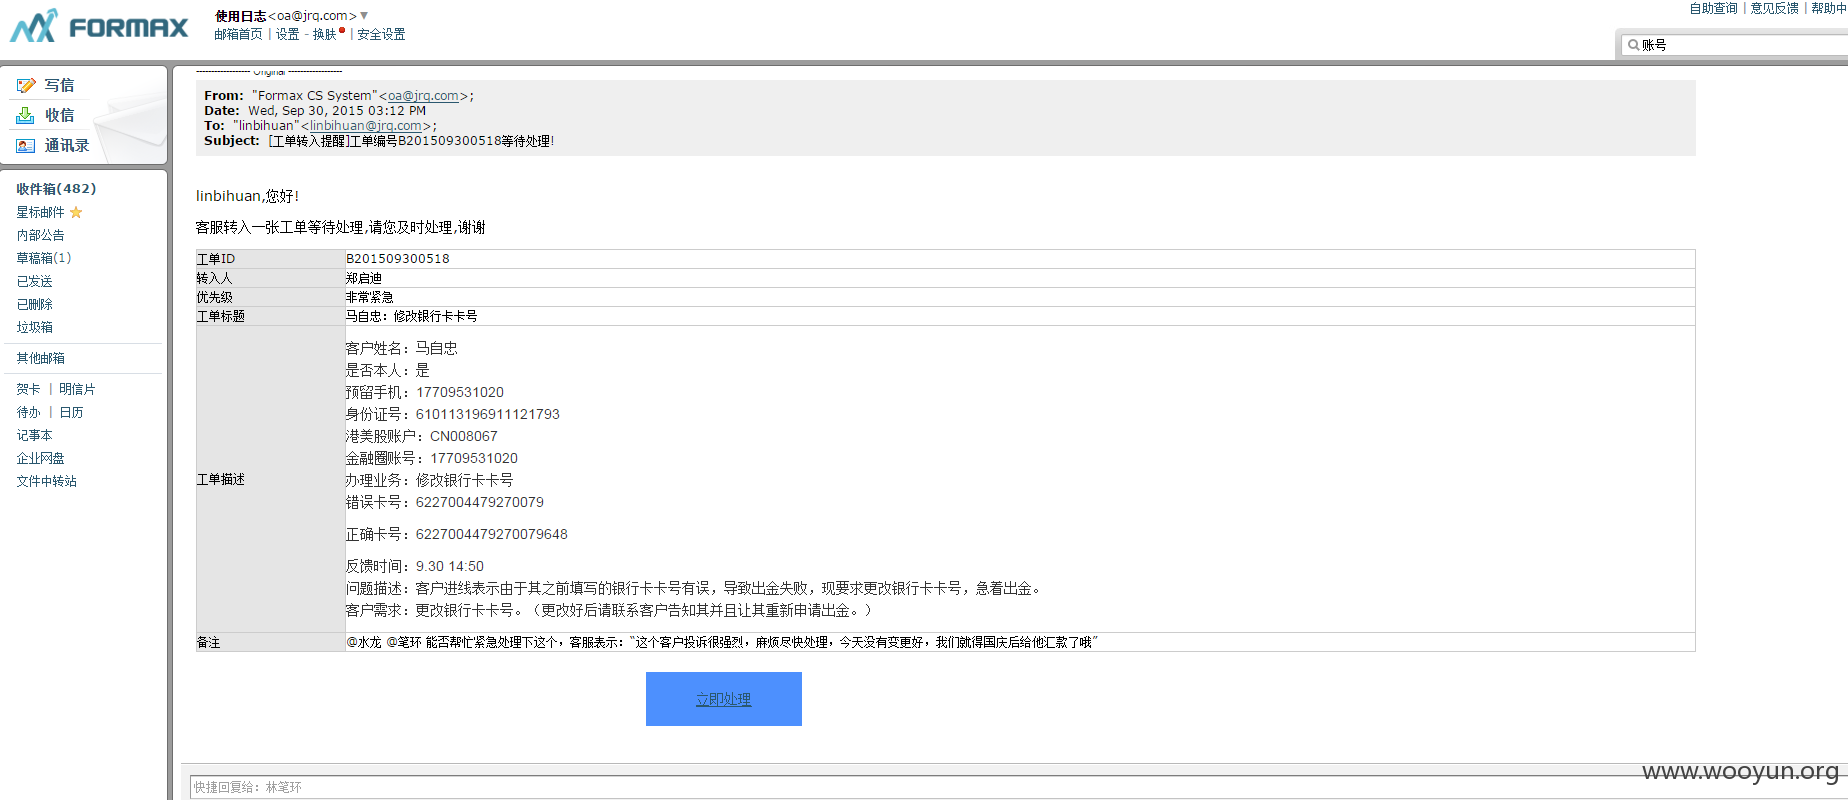 FORMAX
使用日志<oa@jrq.com>
邮箱首页 | 设置 - 换肤 | 安全设置
自助查询 | 意见反馈 | 帮助中
账号
写信
收信
通讯录
收件箱(482)
星标邮件
内部公告
草稿箱(1)
已发送
已删除
垃圾箱
其他邮箱
贺卡 | 明信片
待办 | 日历
记事本
企业网盘
文件中转站
------------------ Original ------------------
From: "Formax CS System"<oa@jrq.com>;
Date: Wed, Sep 30, 2015 03:12 PM
To: "linbihuan"<linbihuan@jrq.com>;
Subject: [工单转入提醒]工单编号B201509300518等待处理!
linbihuan,您好!
客服转入一张工单等待处理,请您及时处理,谢谢
工单ID B201509300518
转入人 郑启迪
优先级 非常紧急
工单标题 马自忠：修改银行卡卡号
工单描述
客户姓名：马自忠
是否本人：是
预留手机：17709531020
身份证号：610113196911121793
港美股账户：CN008067
金融圈账号：17709531020
办理业务：修改银行卡卡号
错误卡号：6227004479270079
正确卡号：6227004479270079648
反馈时间：9.30 14:50
问题描述：客户进线表示由于其之前填写的银行卡卡号有误，导致出金失败，现要求更改银行卡卡号，急着出金。
客户需求：更改银行卡卡号。（更改好后请联系客户告知其并且让其重新申请出金。）
备注 @水龙 @笔环 能否帮忙紧急处理下这个，客服表示：“这个客户投诉很强烈，麻烦尽快处理，今天没有变更好，我们就得国庆后给他汇款了哦”
立即处理
快捷回复给：林笔环
www.wooyun.org